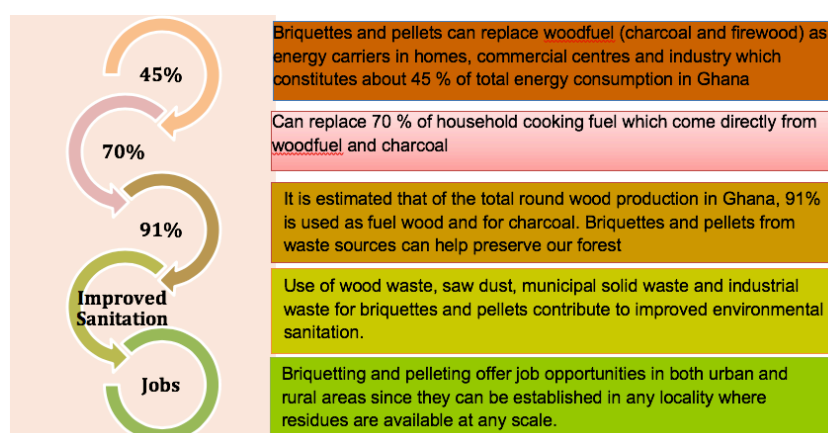 45%
Briquettes and pellets can replace woodfuel (charcoal and firewood) as
energy carriers in homes, commercial centres and industry which
constitutes about 45 % of total energy consumption in Ghana
70%
Can replace 70 % of household cooking fuel which come directly from
woodfuel and charcoal
91%
It is estimated that of the total round wood production in Ghana, 91%
is used as fuel wood and for charcoal. Briquettes and pellets from
waste sources can help preserve our forest
Improved
Sanitation
Use of wood waste, saw dust, municipal solid waste and industrial
waste for briquettes and pellets contribute to improved environmental
sanitation.
Jobs
Briquetting and pelleting offer job opportunities in both urban and
rural areas since they can be established in any locality where
residues are available at any scale.